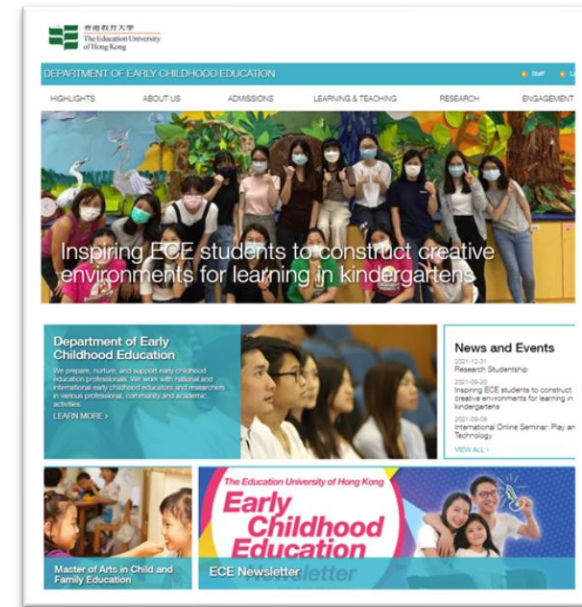 香港教育大學
The Education University
of Hong Kong
DEPARTMENT OF EARLY CHILDHOOD EDUCATION
Staff
HIGHLIGHTS
ABOUT US
ADMISSIONS
LEARNING & TEACHING
RESEARCH
ENGAGEMENT
Inspiring ECE students to construct creative
environments for learning in kindergartens
Department of Early
Childhood Education
We prepare, nurture, and support early childhood
education professionals. We work with national and
international early childhood educators and researchers
in various professional, community and academic
activities.
LEARN MORE ›
News and Events
2021-12-31
Research Studentship
2021-09-20
Inspiring ECE students to construct
creative environments for learning in
kindergartens
2021-09-08
International Online Seminar: Play an
Technology
VIEW ALL ›
Master of Arts in Child and
Family Education
The Education University of Hong Kong
Early
Childhood
Education
Newsletter
ECE Newsletter